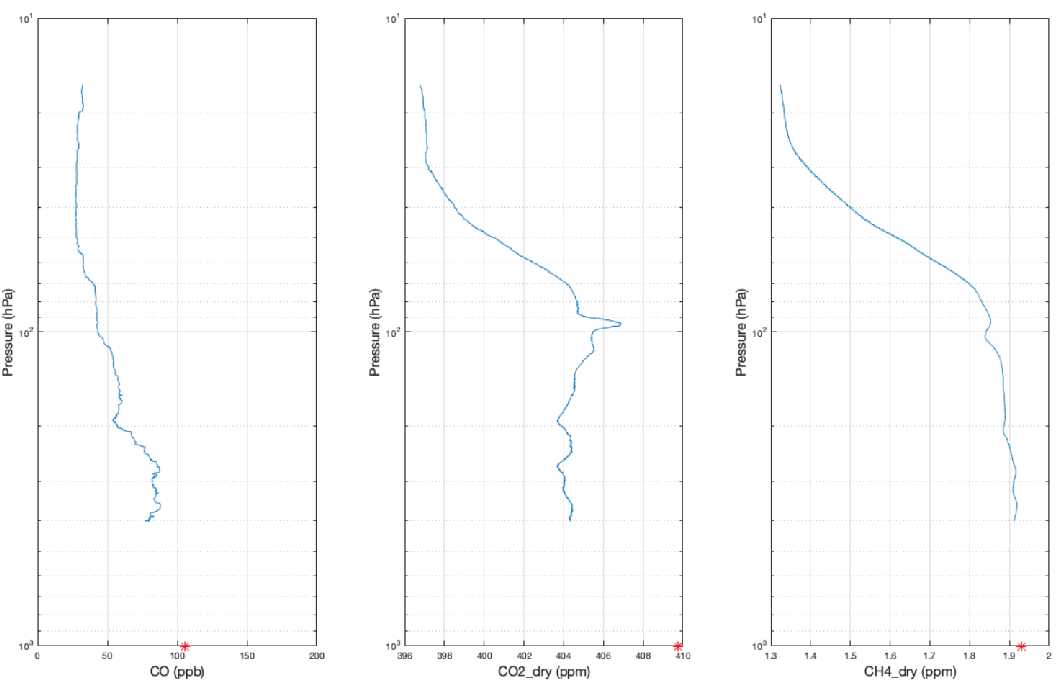 10¹
10²
10³
Pressure (hPa)
0 50 100 150 200
CO (ppb)
10¹
10²
10³
Pressure (hPa)
396 398 400 402 404 406 408 410
CO2_dry (ppm)
10¹
10²
10³
Pressure (hPa)
1.3 1.4 1.5 1.6 1.7 1.8 1.9 2
CH4_dry (ppm)